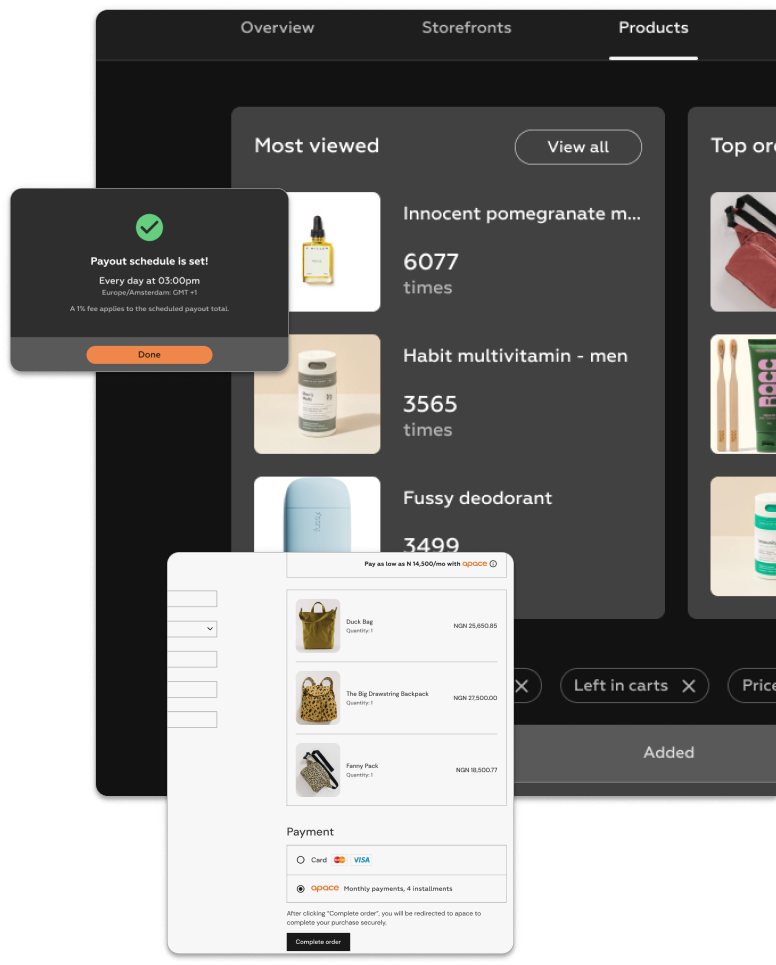 Overview
Storefronts
Products
Most viewed
View all
Top
Innocent pomegranate m...
6077
times
Habit multivitamin - men
3565
times
Fussy deodorant
3499
Payout schedule is set!
Every day at 03:00pm
Europe/Amsterdam: GMT +1
A 1% fee applies to the scheduled payout total.
Done
Pay as low as N 14,500/mo with apace
Duck Bag
Quantity: 1
NGN 25,650.85
The Big Drawstring Backpack
Quantity: 1
NGN 27,500.00
Fanny Pack
Quantity: 1
NGN 18,500.77
Payment
Card
VISA
apace Monthly payments, 4 installments
After clicking "Complete order", you will be redirected to apace to
complete your purchase securely.
Complete order
Left in carts
Price
Added